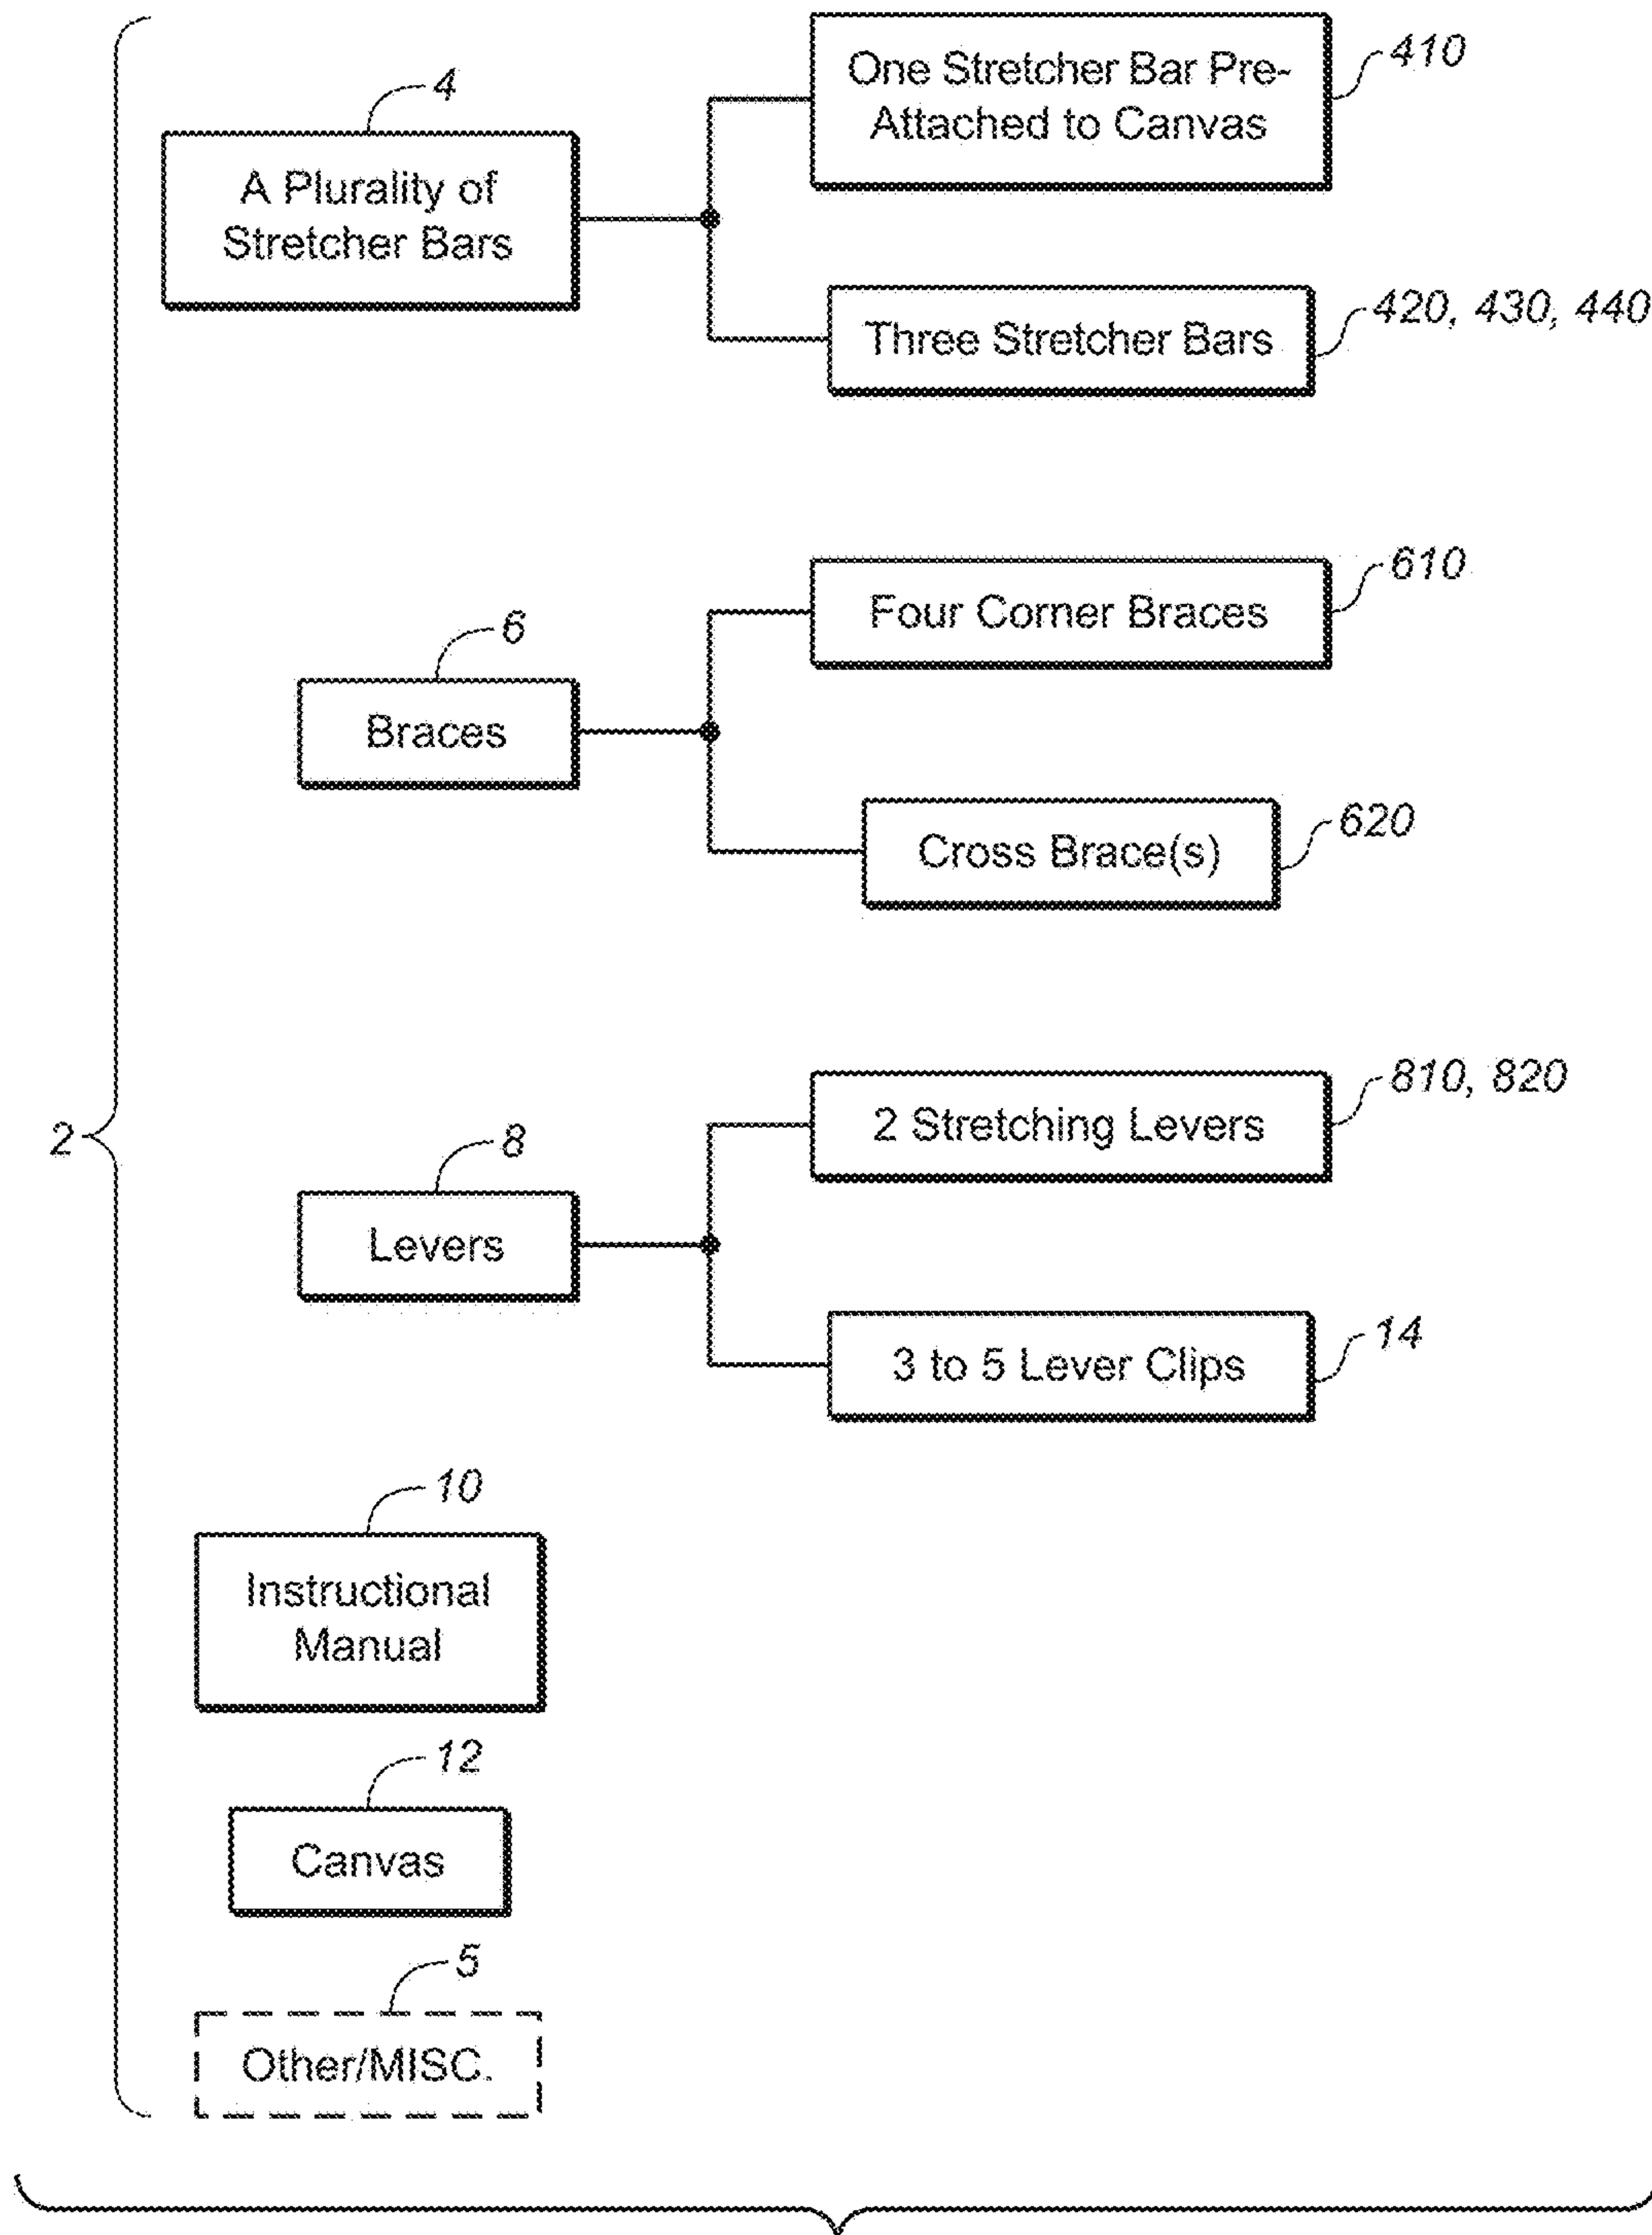 4
A Plurality of
Stretcher Bars
One Stretcher Bar Pre-
Attached to Canvas
410
Three Stretcher Bars
420, 430, 440
6
Braces
Four Corner Braces
610
Cross Brace(s)
620
2
8
Levers
2 Stretching Levers
810, 820
3 to 5 Lever Clips
14
10
Instructional
Manual
12
Canvas
5
Other/MISC.